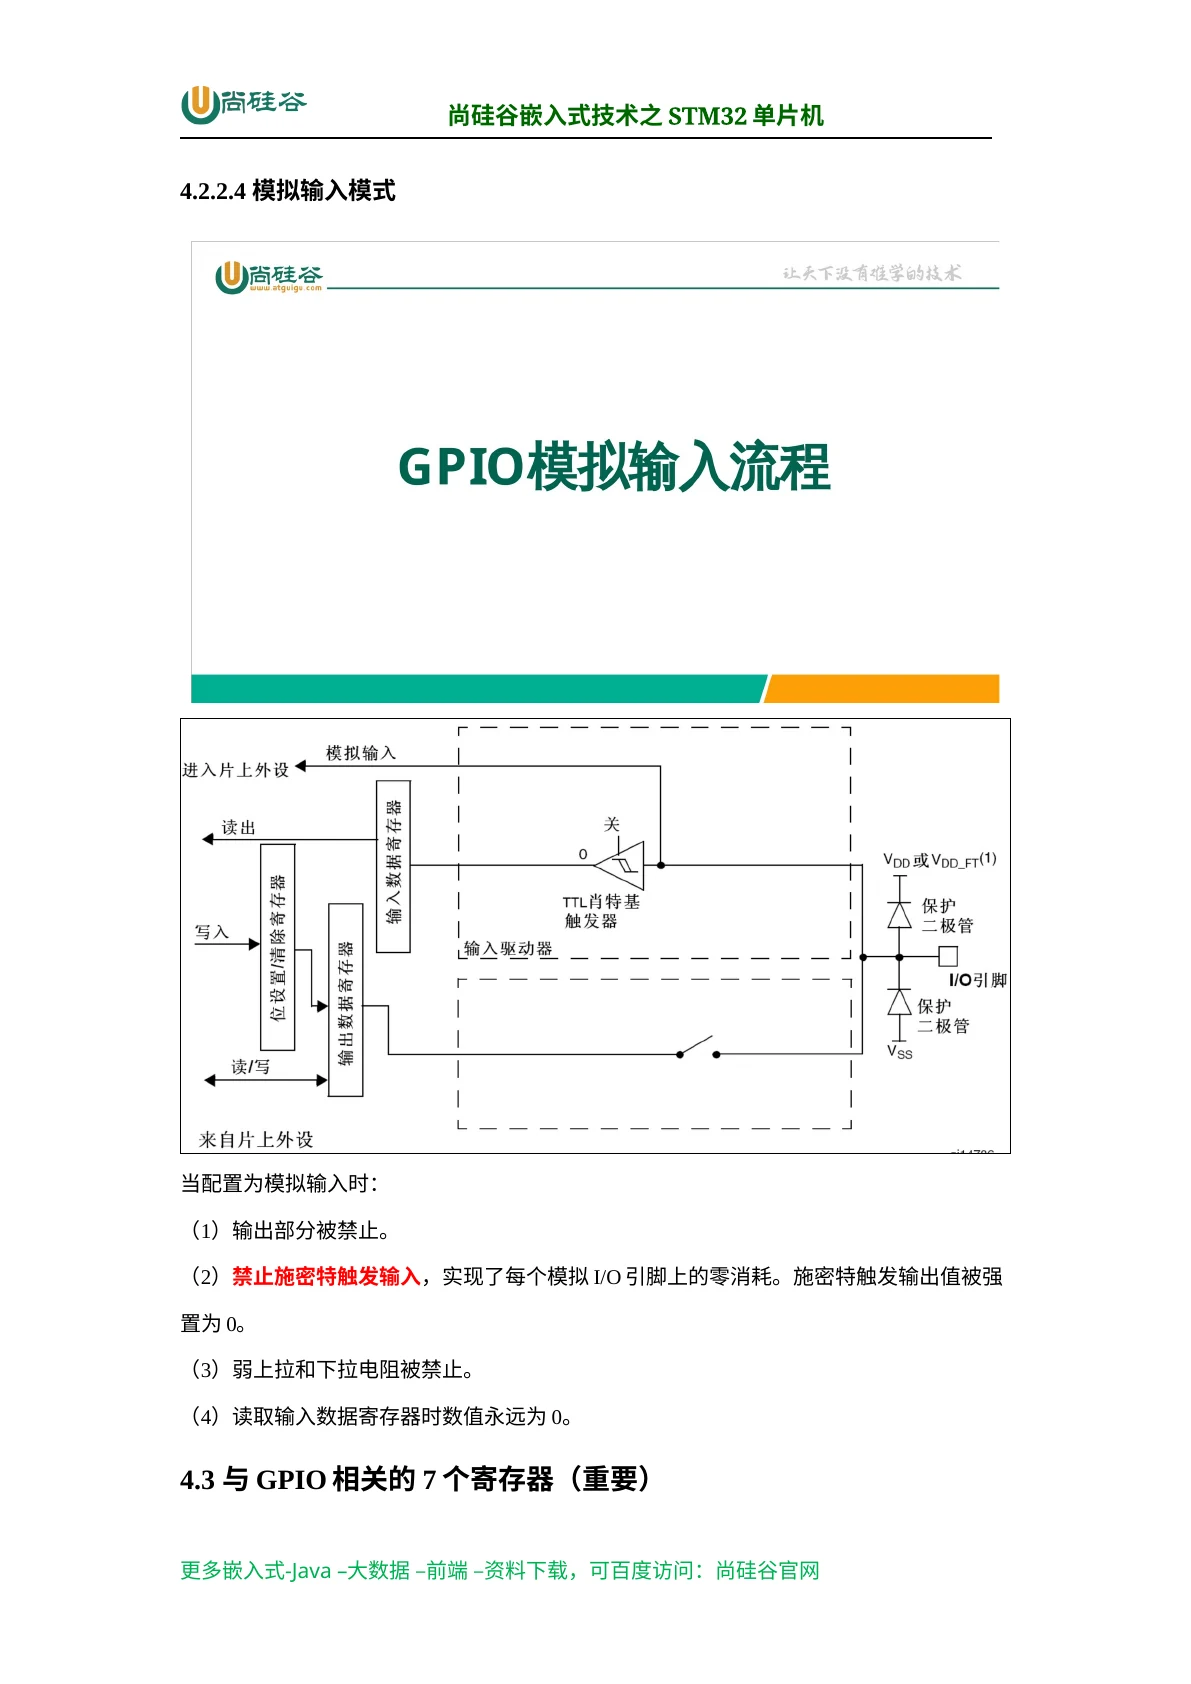 尚硅谷
尚硅谷嵌入式技术之 STM32 单片机
4.2.2.4 模拟输入模式
尚硅谷
www.atguigu.com
让天下没有难学的技术
GPIO模拟输入流程
模拟输入
进入片上外设
读出
输入数据寄存器
关
0
TTL肖特基
触发器
输入驱动器
VDD或VDD_FT(1)
保护
二极管
I/O引脚
保护
二极管
VSS
写入
位设置/清除寄存器
输出数据寄存器
读/写
来自片上外设
当配置为模拟输入时:
（1）输出部分被禁止。
（2）禁止施密特触发输入，实现了每个模拟 I/O 引脚上的零消耗。施密特触发输出值被强
置为 0。
（3）弱上拉和下拉电阻被禁止。
（4）读取输入数据寄存器时数值永远为 0。
4.3 与 GPIO 相关的 7 个寄存器（重要）
更多嵌入式-Java –大数据 –前端 –资料下载，可百度访问：尚硅谷官网